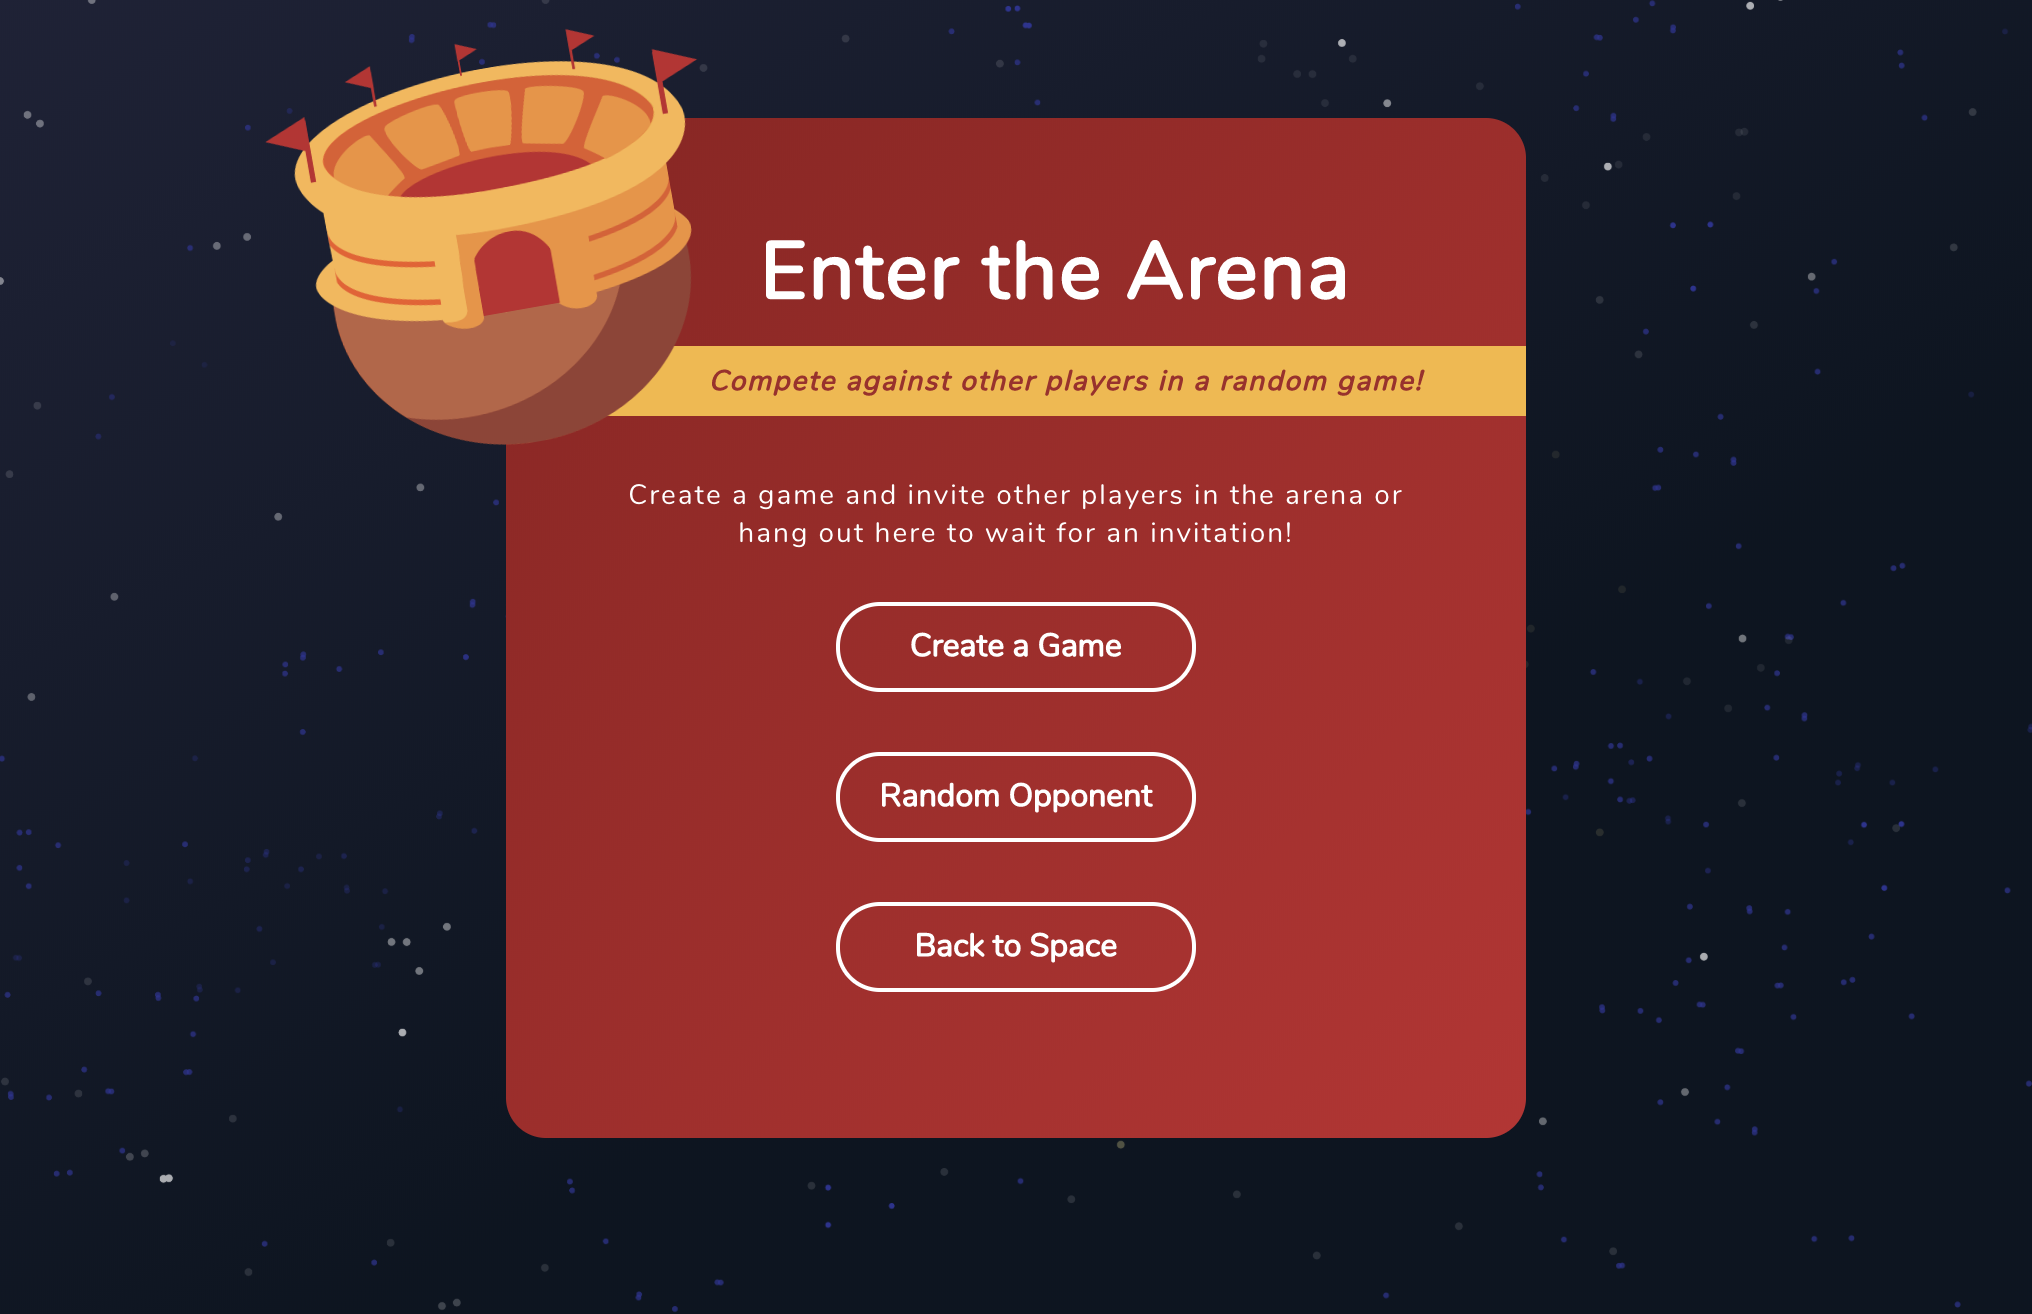 Enter the Arena
Compete against other players in a random game!
Create a game and invite other players in the arena or
hang out here to wait for an invitation!
Create a Game
Random Opponent
Back to Space